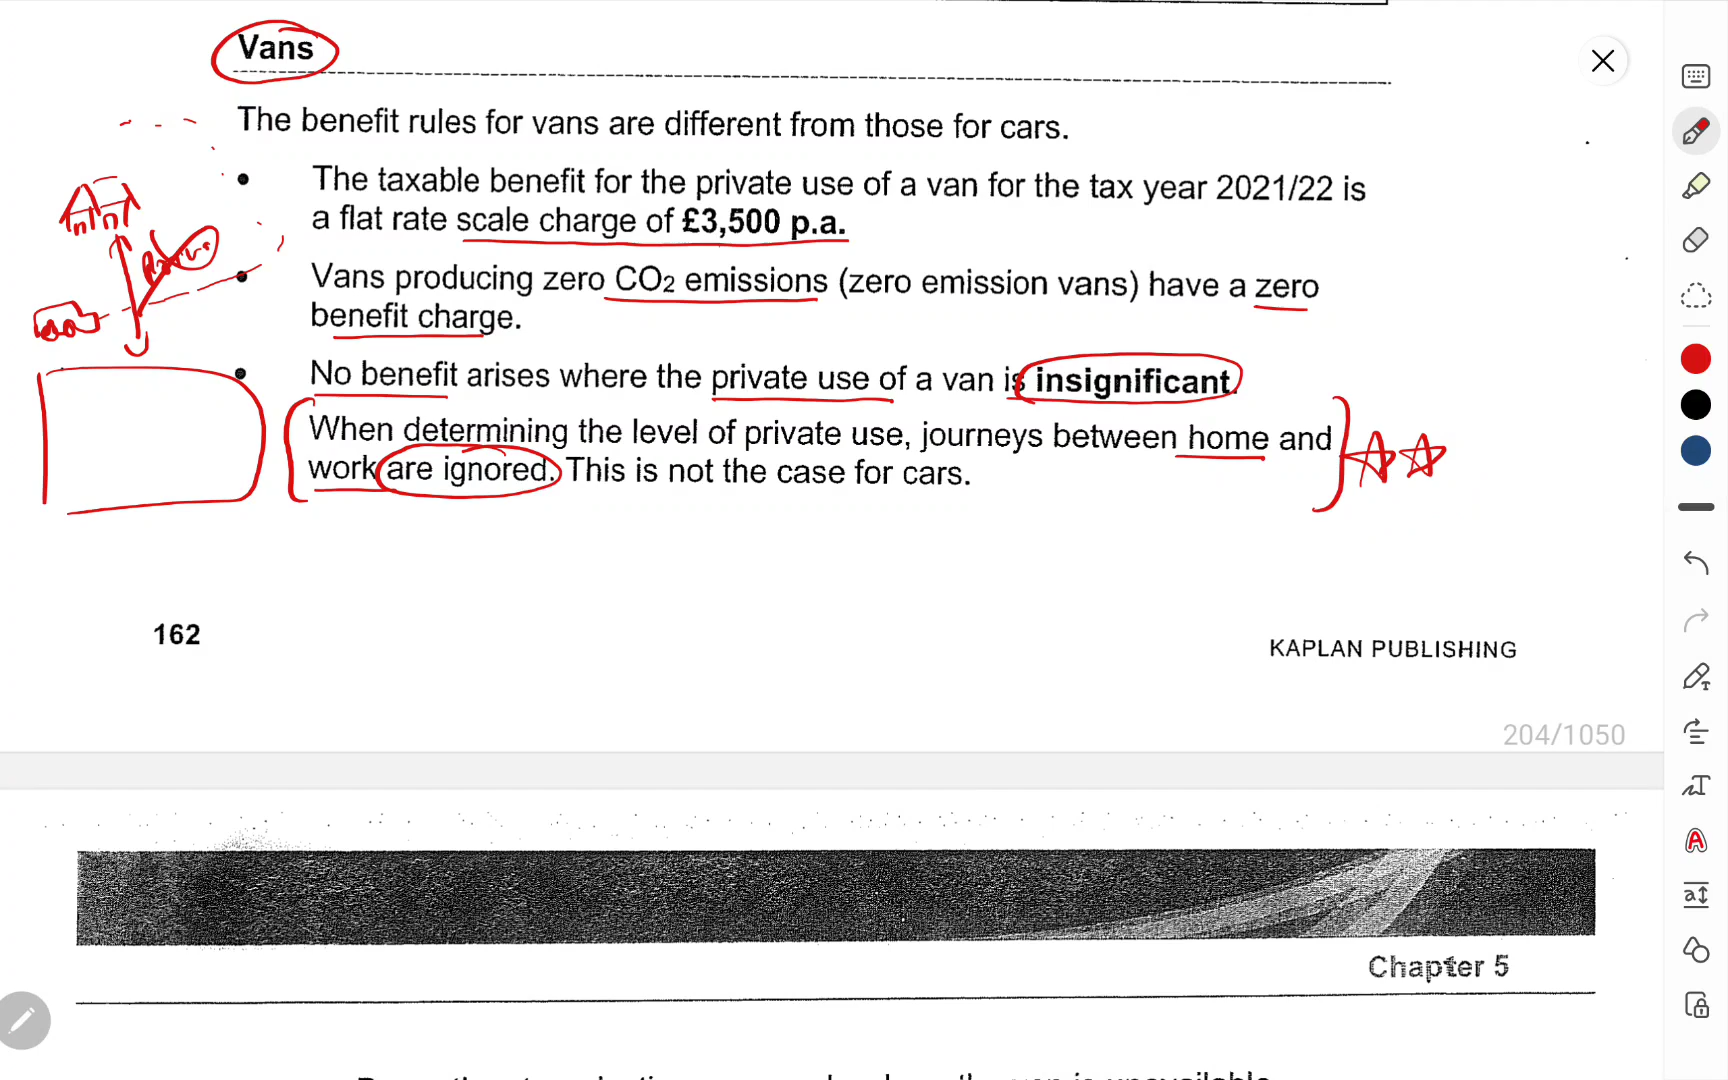 Vans
The benefit rules for vans are different from those for cars.
• The taxable benefit for the private use of a van for the tax year 2021/22 is
a flat rate scale charge of £3,500 p.a.
• Vans producing zero CO2 emissions (zero emission vans) have a zero
benefit charge.
• No benefit arises where the private use of a van is insignificant.
When determining the level of private use, journeys between home and
work are ignored. This is not the case for cars.
162
KAPLAN PUBLISHING
204/1050
Chapter 5